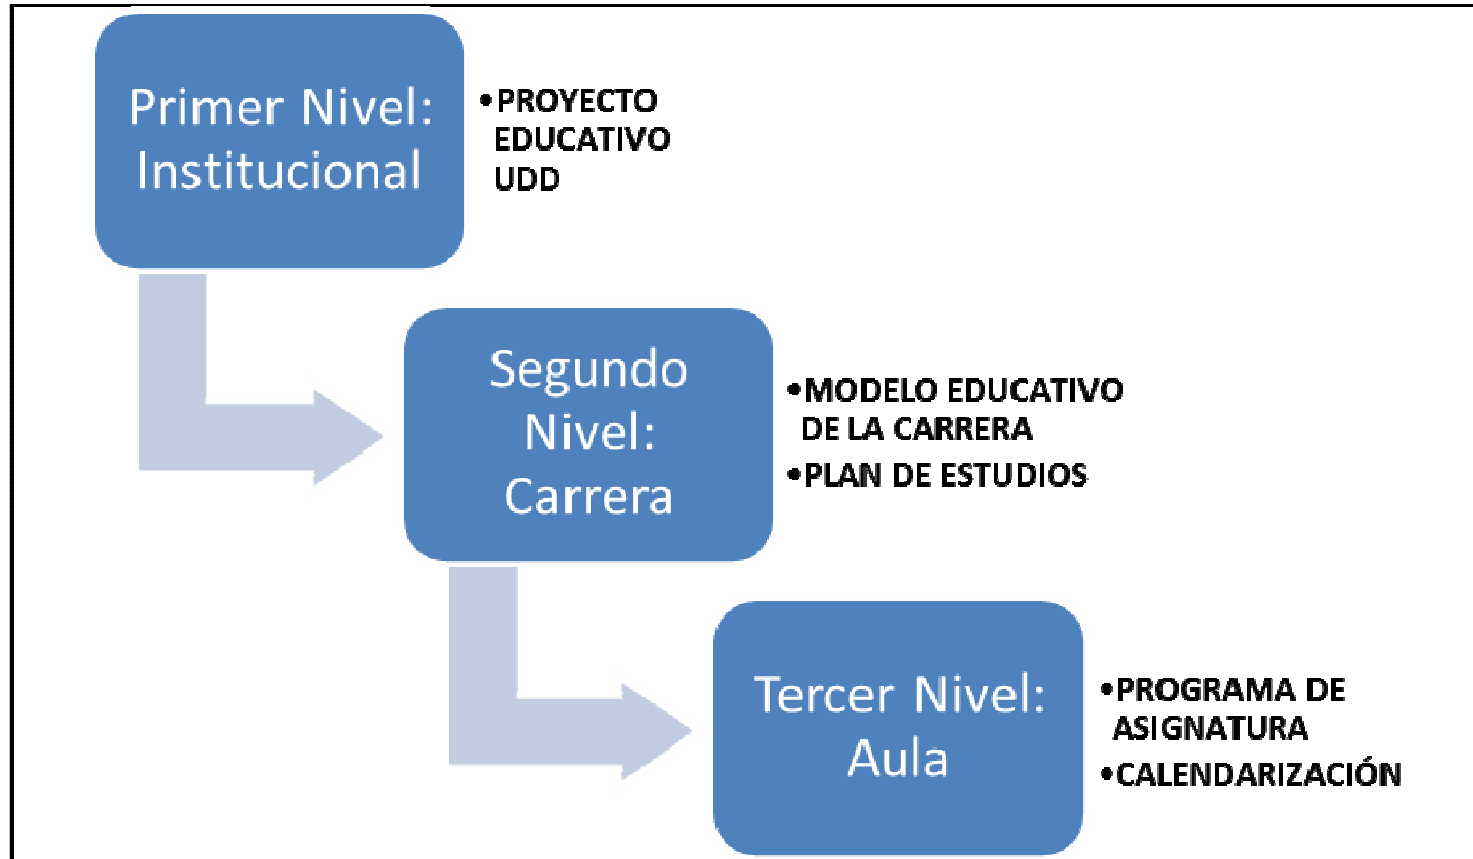 Primer Nivel:
Institucional
•PROYECTO
EDUCATIVO
UDD
Segundo
Nivel:
Carrera
•MODELO EDUCATIVO
DE LA CARRERA
•PLAN DE ESTUDIOS
Tercer Nivel:
Aula
•PROGRAMA DE
ASIGNATURA
•CALENDARIZACIÓN